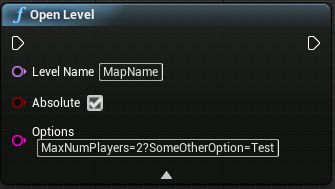 Open Level
Level Name MapName
Absolute
Options
MaxNumPlayers=2?SomeOtherOption=Test